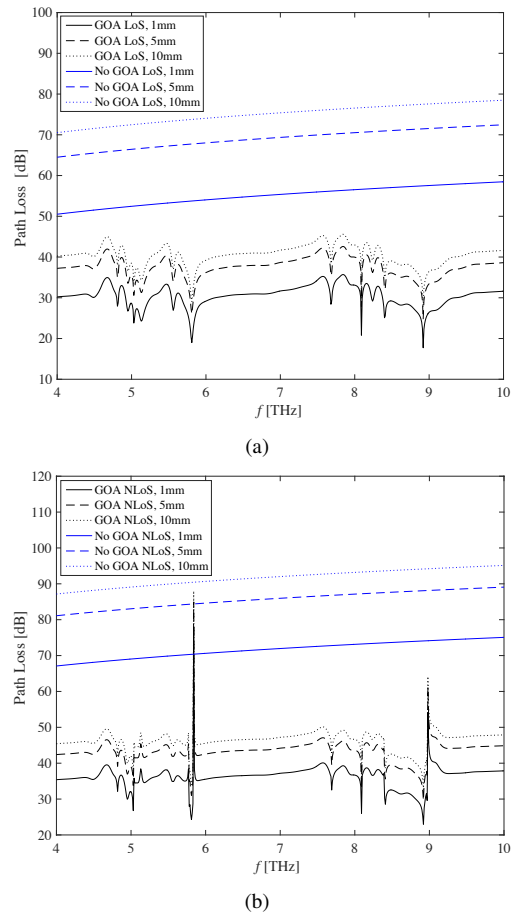 100
90
80
70
60
50
40
30
20
10
Path Loss [dB]
GOA LoS, 1mm
GOA LoS, 5mm
GOA LoS, 10mm
No GOA LoS, 1mm
No GOA LoS, 5mm
No GOA LoS, 10mm
4 5 6 7 8 9 10
f [THz]
(a)
120
110
100
90
80
70
60
50
40
30
20
Path Loss [dB]
GOA NLoS, 1mm
GOA NLoS, 5mm
GOA NLoS, 10mm
No GOA NLoS, 1mm
No GOA NLoS, 5mm
No GOA NLoS, 10mm
4 5 6 7 8 9 10
f [THz]
(b)